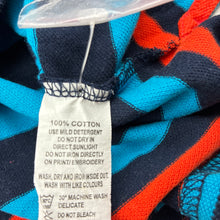 100% COTTON
USE MILD DETERGENT
DO NOT DRY IN
DIRECT SUNLIGHT
DO NOT IRON DIRECTLY
ON PRINT/EMBROIDERY
WASH, DRY AND IRON INSIDE OUT.
WASH WITH LIKE COLOURS
30° MACHINE WASH
DELICATE
DO NOT BLEACH